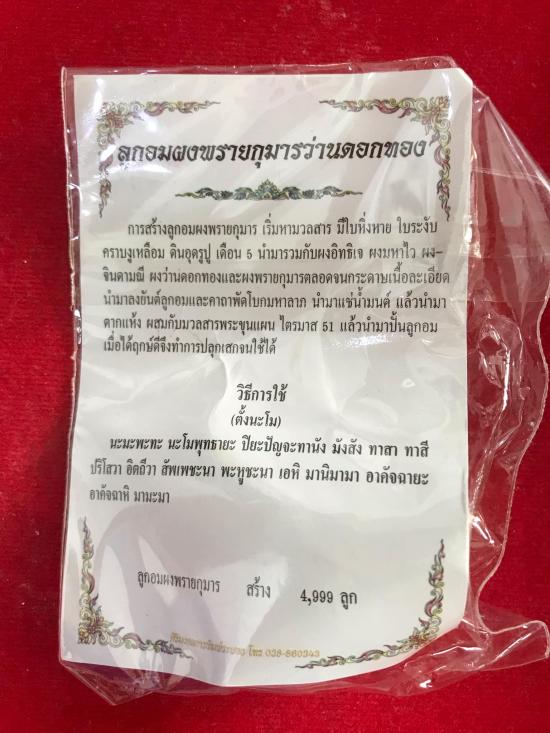 ลูกอมผงพรายกุมารว่านดอกทอง
การสร้างลูกอมผงพรายกุมาร เริ่มหามวลสาร มีใบหิ่งหาย ใบระงับ
คราบงูเหลือม ดินอุดรูปู เดือน 5 นำมารวมกับผงอิทธิเจ ผงมหาไว ผง-
จินดามณี ผงว่านดอกทองและผงพรายกุมารตลอดจนกระดาษเนื้อละเอียด
นำมาลงยันต์ลูกอมและคาถาพัดโบกมหาลาภ นำมาแช่น้ำมนต์ แล้วนำมา
ตากแห้ง ผสมกับมวลสารพระขุนแผน ไตรมาส 51 แล้วนำมาปั้นลูกอม
เมื่อได้ฤกษ์ดีจึงทำการปลุกเสกจนใช้ได้
วิธีการใช้
(ตั้งนะโม)
นะมะพะทะ นะโมพุทธายะ ปิยะปัญจะทานัง มังสัง ทาสา ทาสี
ปริโสวา อิตถีวา สัพเพชะนา พะหูชะนา เอหิ มานิมามา อาคัจฉายะ
อาคัจฉาหิ มามะมา
ลูกอมผงพรายกุมาร สร้าง 4,999 ลูก
โทร 038-860343